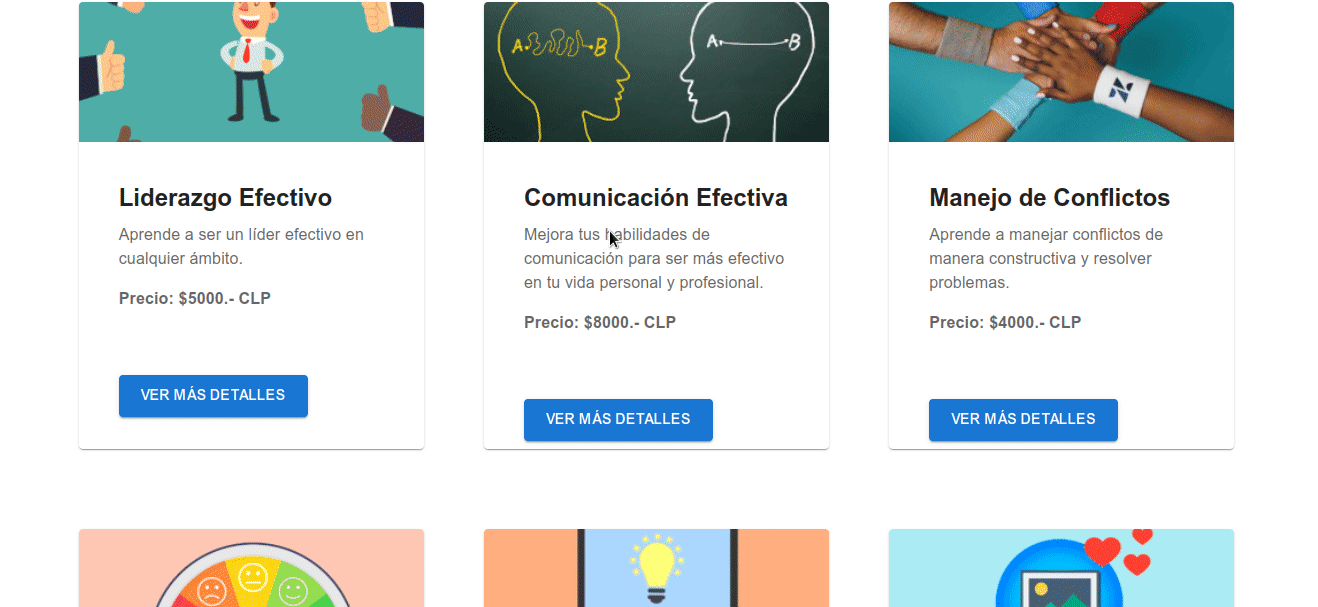 A B
A B
Liderazgo Efectivo
Aprende a ser un líder efectivo en
cualquier ámbito.
Precio: $5000.- CLP
VER MÁS DETALLES
Comunicación Efectiva
Mejora tus habilidades de
comunicación para ser más efectivo
en tu vida personal y profesional.
Precio: $8000.- CLP
VER MÁS DETALLES
Manejo de Conflictos
Aprende a manejar conflictos de
manera constructiva y resolver
problemas.
Precio: $4000.- CLP
VER MÁS DETALLES